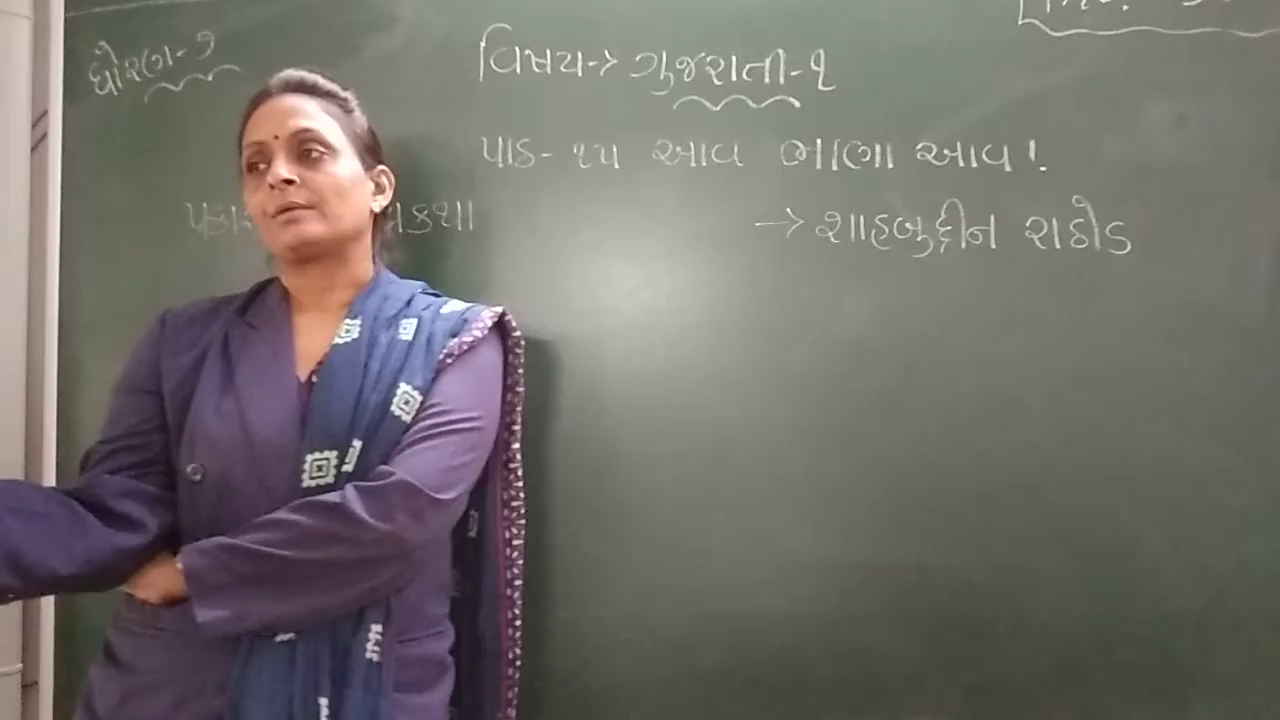 ધોરણ-૭
વિષય-> ગુજરાતી-૧
પાઠ- ૧૫ આવ ભાણા આવ!
-> શાહબુદ્દીન રાઠોડ